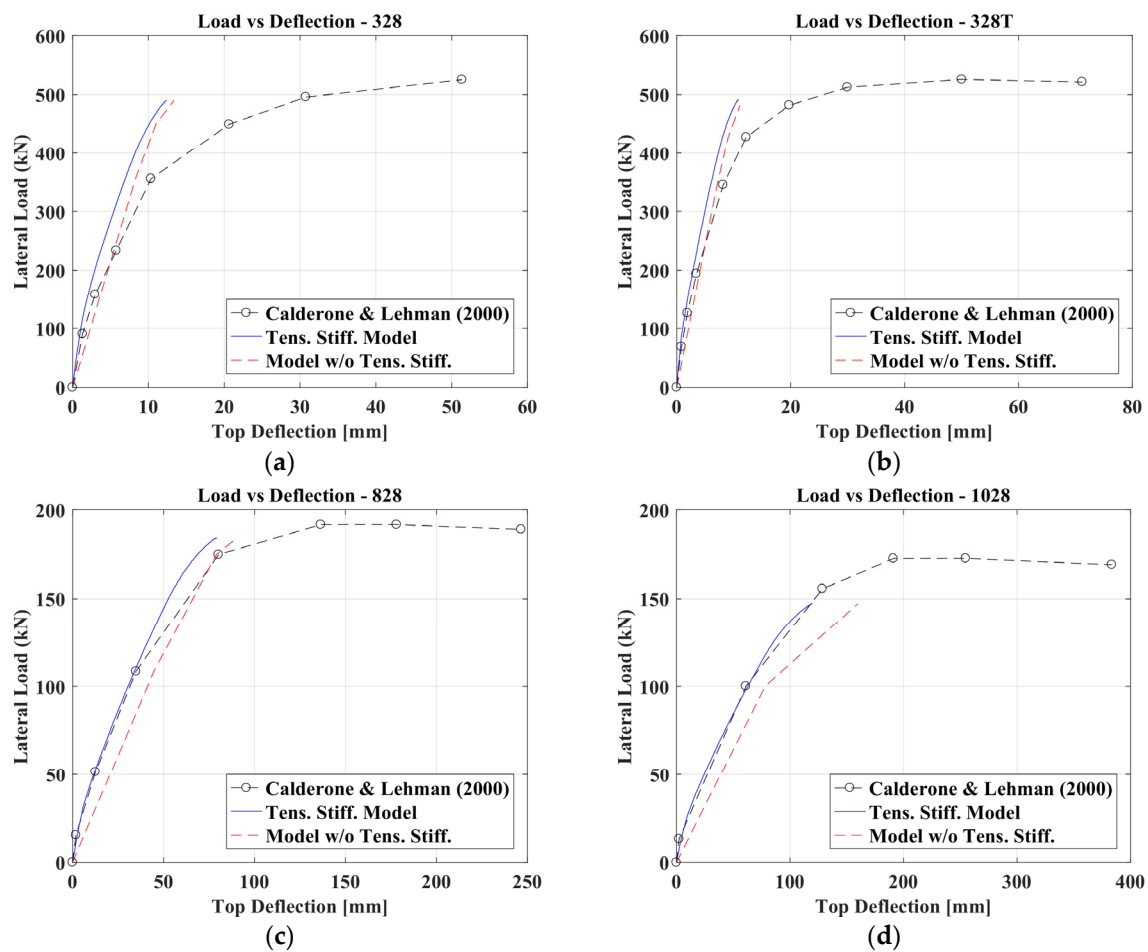 Load vs Deflection - 328
600
500
400
300
200
100
0
Lateral Load (kN)
Calderone & Lehman (2000)
Tens. Stiff. Model
Model w/o Tens. Stiff.
0 10 20 30 40 50 60
Top Deflection [mm]
(a)
Load vs Deflection - 328T
600
500
400
300
200
100
0
Lateral Load (kN)
Calderone & Lehman (2000)
Tens. Stiff. Model
Model w/o Tens. Stiff.
0 20 40 60 80
Top Deflection [mm]
(b)
Load vs Deflection - 828
200
150
100
50
0
Lateral Load (kN)
Calderone & Lehman (2000)
Tens. Stiff. Model
Model w/o Tens. Stiff.
0 50 100 150 200 250
Top Deflection [mm]
(c)
Load vs Deflection - 1028
200
150
100
50
0
Lateral Load (kN)
Calderone & Lehman (2000)
Tens. Stiff. Model
Model w/o Tens. Stiff.
0 100 200 300 400
Top Deflection [mm]
(d)